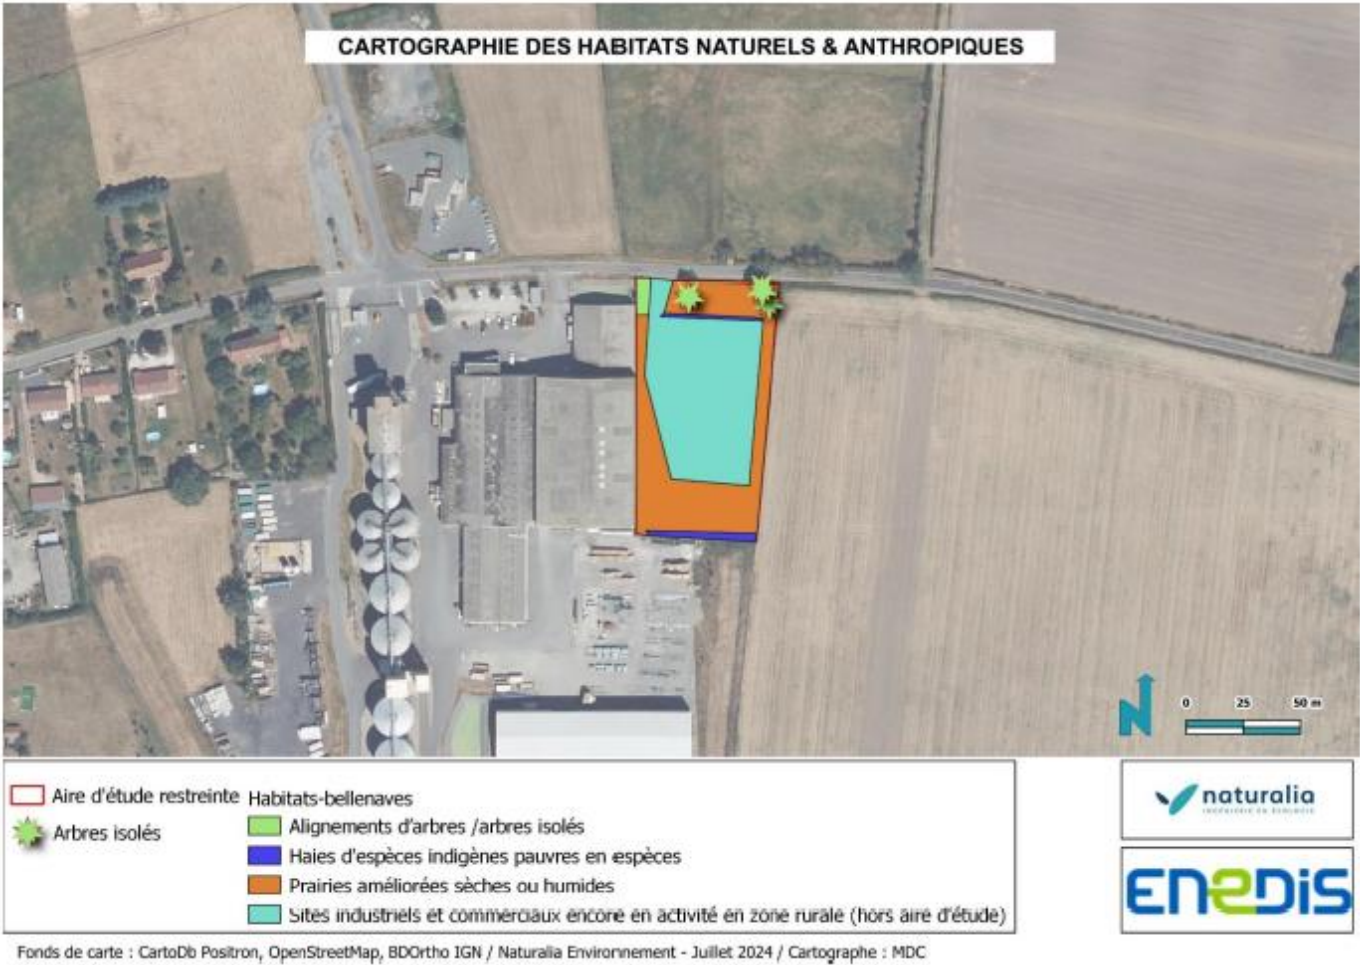 CARTOGRAPHIE DES HABITATS NATURELS & ANTHROPIQUES
N
0 25 50 m
Aire d'étude restreinte
Arbres isolés
Habitats-bellenaves
Alignements d'arbres /arbres isolés
Haies d'espèces indigènes pauvres en espèces
Prairies améliorées sèches ou humides
Sites industriels et commerciaux encore en activité en zone rurale (hors aire d'étude)
naturalia
INGÉNIERIE EN ÉCOLOGIE
ENEDIS
Fonds de carte : CartoDb Positron, OpenStreetMap, BDOrtho IGN / Naturalia Environnement - Juillet 2024 / Cartographe : MDC